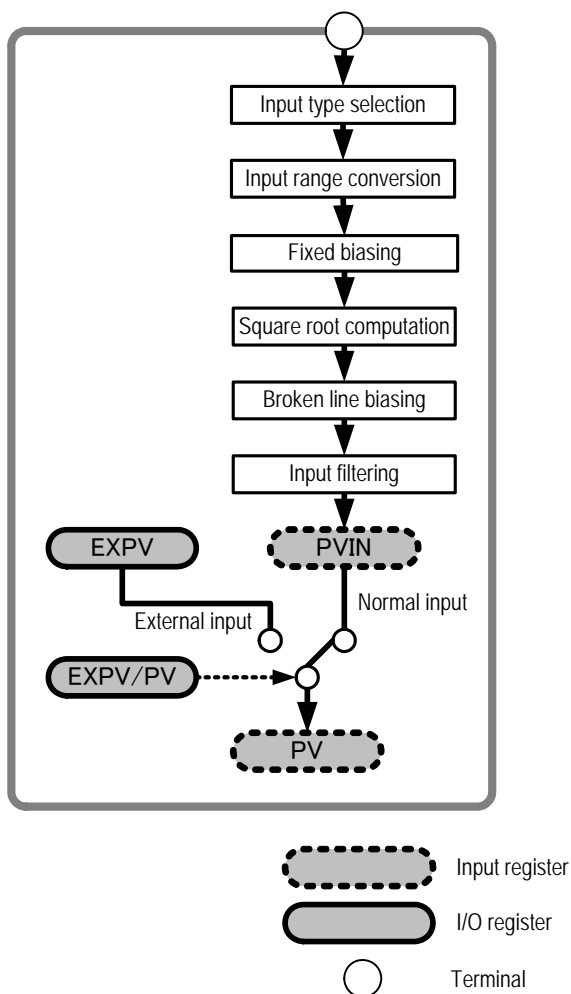 Input type selection
Input range conversion
Fixed biasing
Square root computation
Broken line biasing
Input filtering
EXPV
PVIN
External input
Normal input
EXPV/PV
PV
Input register
I/O register
Terminal